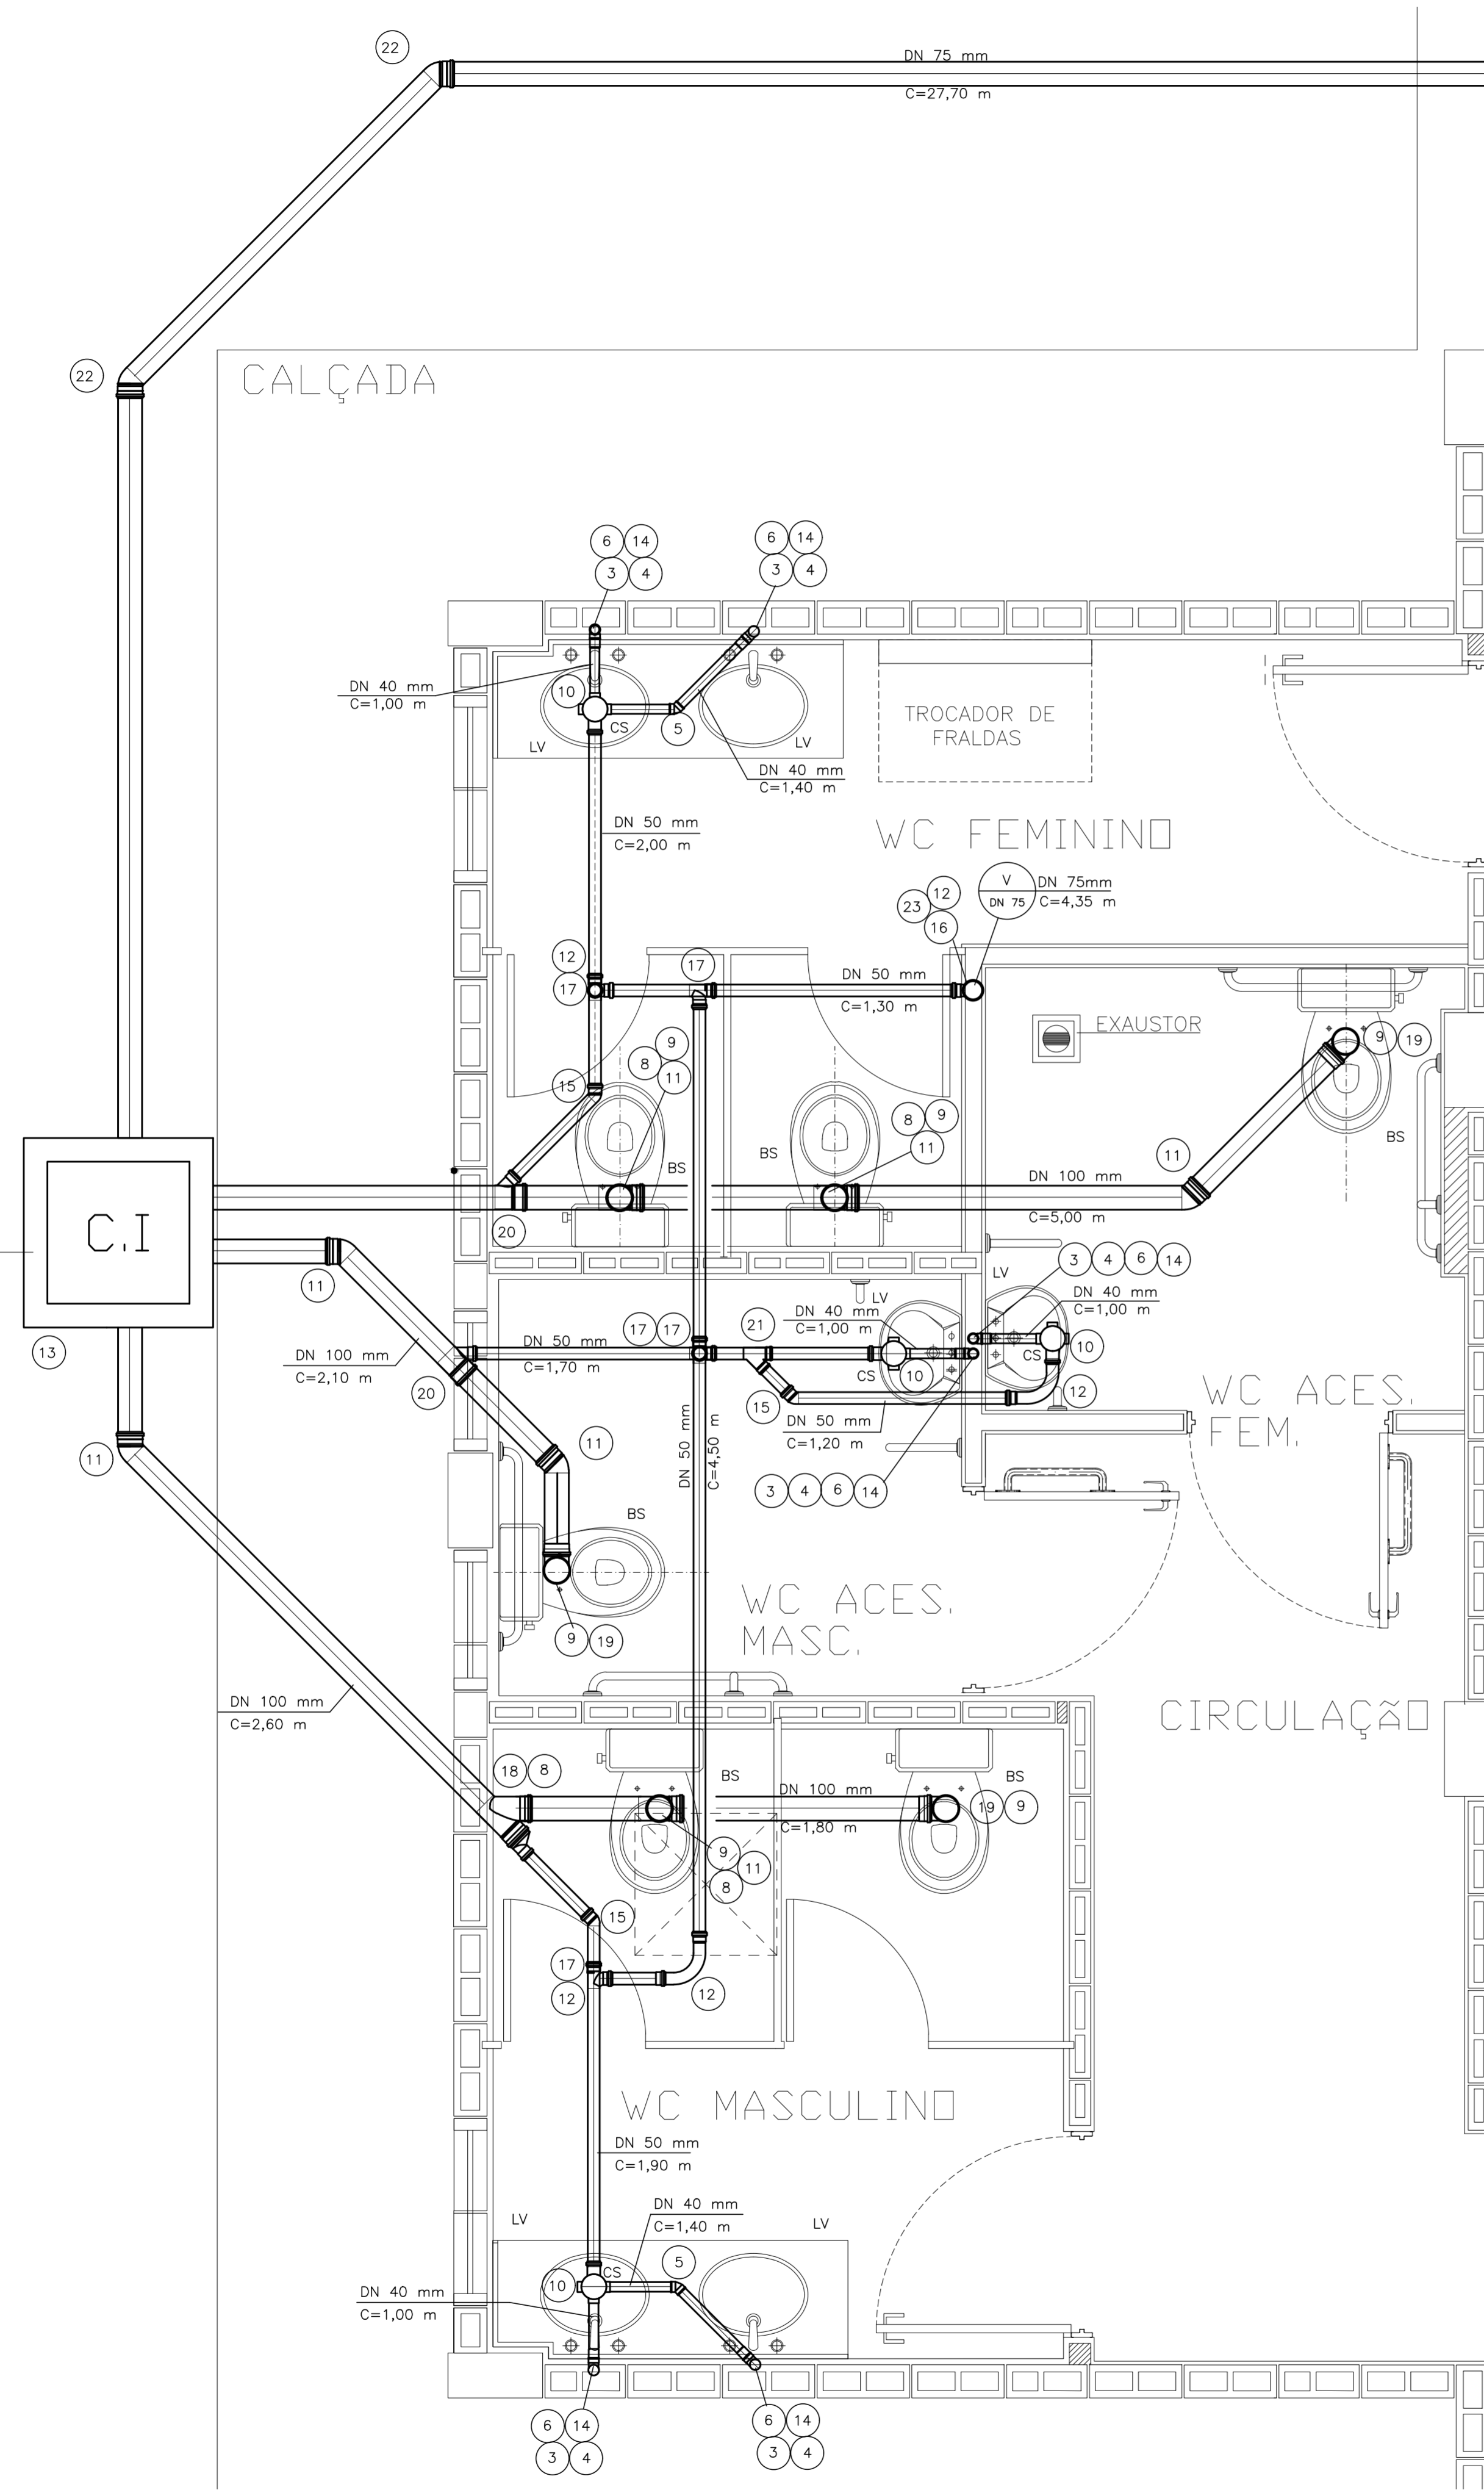 22
DN 75 mm
C=27,70 m
22
CALÇADA
6 14
3 4
6 14
3 4
DN 40 mm
C=1,00 m
10
CS
5
LV
LV
TROCADOR DE
FRALDAS
DN 40 mm
C=1,40 m
DN 50 mm
C=2,00 m
WC FEMININO
V
DN 75
DN 75mm
C=4,35 m
12
23
16
12
17
17
DN 50 mm
C=1,30 m
EXAUSTOR
9
8
11
15
9 19
8 9
11
BS
BS
BS
11
DN 100 mm
C=5,00 m
C.I
20
11
13
3 4 6 14
LV
LV
DN 40 mm
C=1,00 m
DN 40 mm
C=1,00 m
21
17 17
DN 50 mm
C=1,70 m
DN 100 mm
C=2,10 m
20
CS
10
CS
10
12
15
DN 50 mm
C=1,20 m
WC ACES.
FEM.
11
11
DN 50 mm
C=4,50 m
3 4 6 14
BS
WC ACES.
MASC.
9 19
DN 100 mm
C=2,60 m
CIRCULAÇÃO
18 8
BS
DN 100 mm
C=1,80 m
BS
19 9
9
11
8
15
17
12
12
WC MASCULINO
DN 50 mm
C=1,90 m
LV
DN 40 mm
C=1,40 m
LV
5
CS
10
DN 40 mm
C=1,00 m
6 14
3 4
6 14
3 4